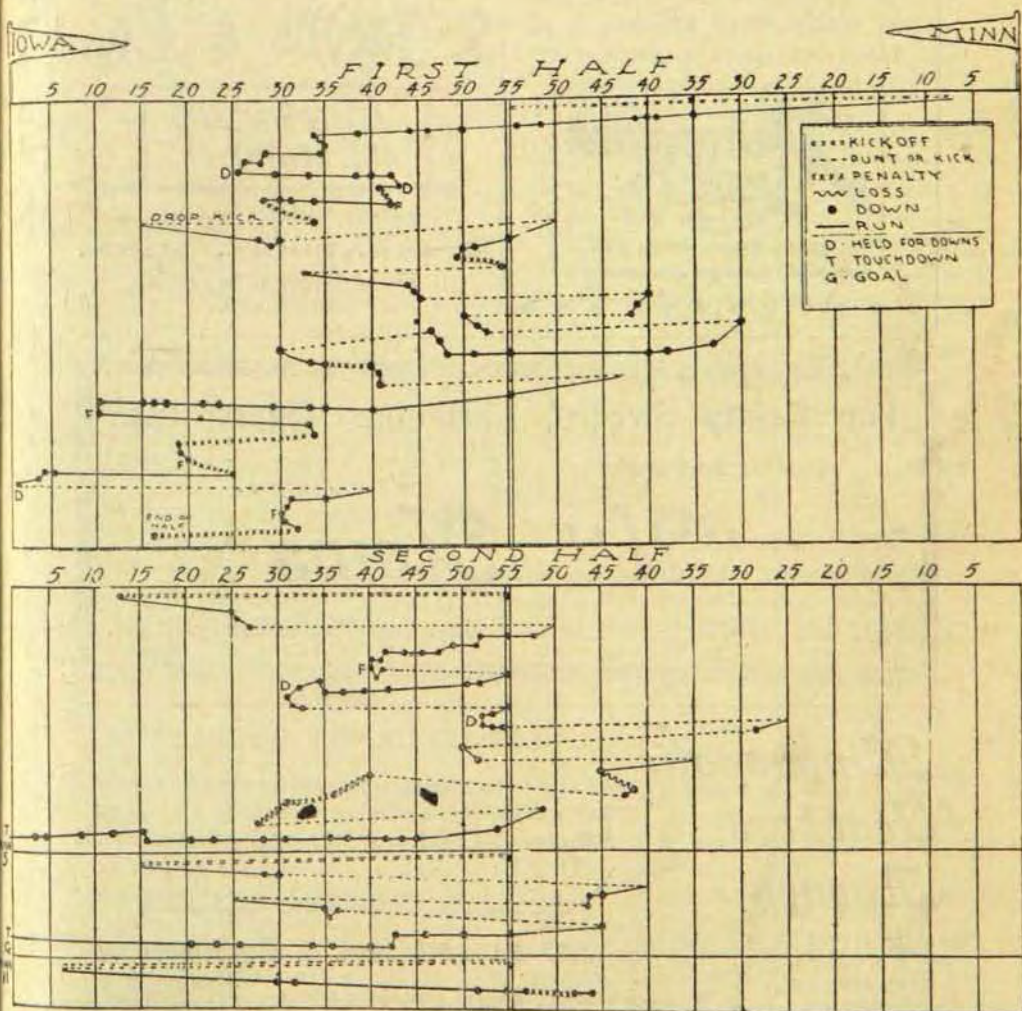 IOWA
MINN
FIRST HALF
5 10 15 20 25 30 35 40 45 50 55 50 45 40 35 30 25 20 15 10 5
KICKOFF
PUNT OR KICK
PENALTY
LOSS
DOWN
RUN
D - HELD FOR DOWNS
T TOUCHDOWN
G - GOAL
D
D
F
DROP KICK
F
F
D
F
END OF HALF
SECOND HALF
5 10 15 20 25 30 35 40 45 50 55 50 45 40 35 30 25 20 15 10 5
F
D
D
T
5
T
G
11